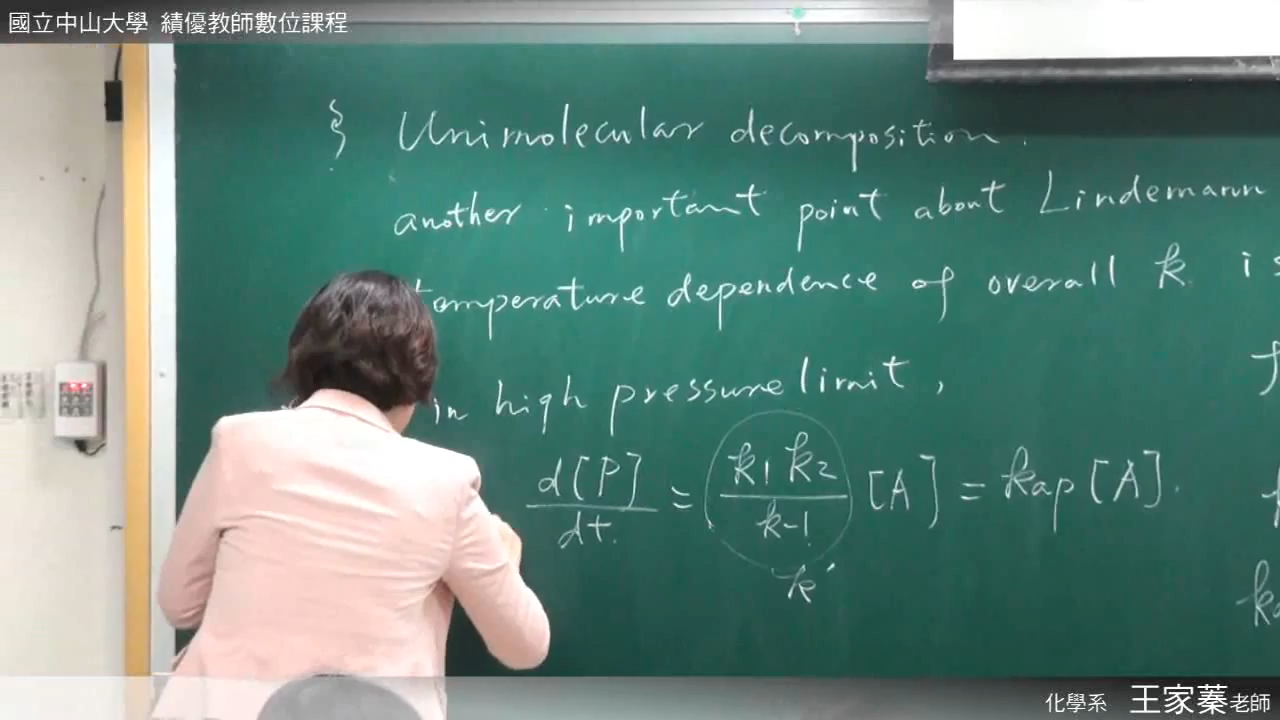 國立中山大學 績優教師數位課程
§ Unimolecular decomposition.
another important point about Lindemann
temperature dependence of overall k is
in high pressure limit,
d[P]/dt = (k1 k2 / k-1) [A] = kap [A].
k'
化學系 王家蓁老師